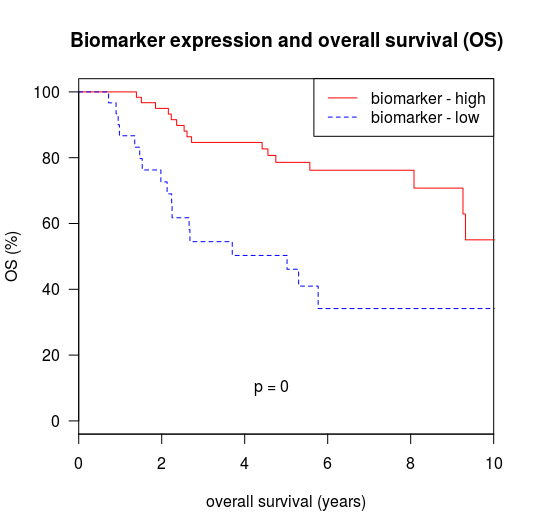 Biomarker expression and overall survival (OS)
biomarker - high
biomarker - low
OS (%)
100
80
60
40
20
0
p = 0
0 2 4 6 8 10
overall survival (years)